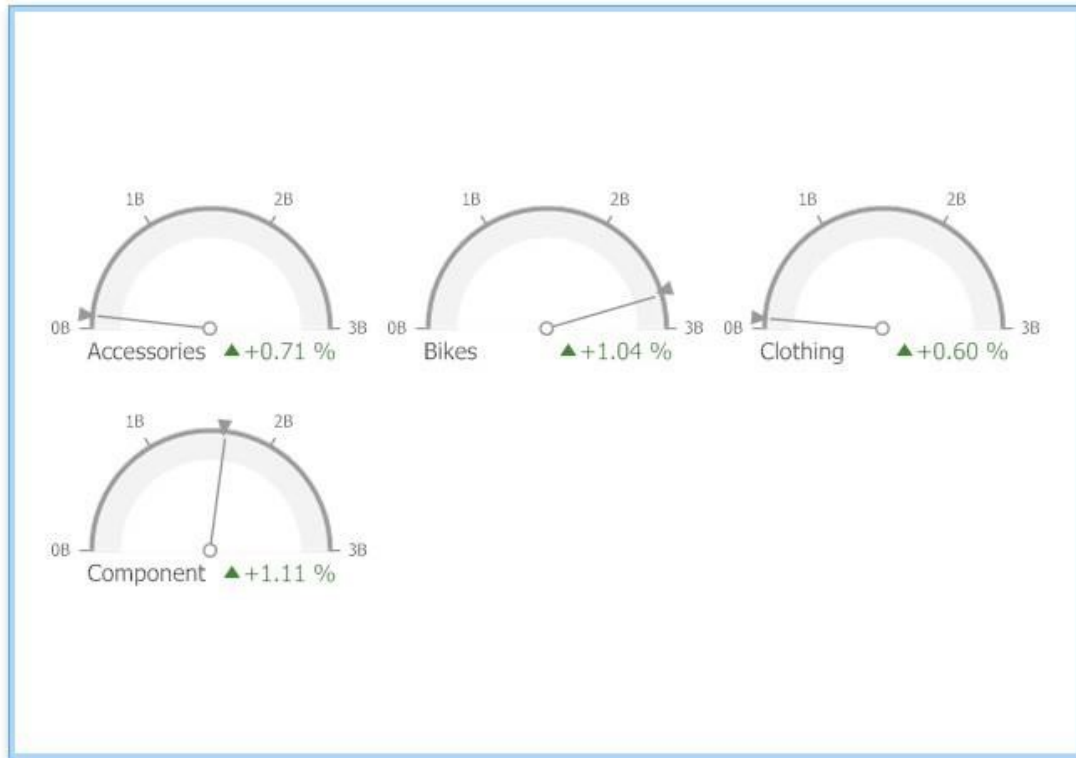 1B 2B
0B 3B
Accessories ▲+0.71 %
1B 2B
0B 3B
Bikes ▲+1.04 %
1B 2B
0B 3B
Clothing ▲+0.60 %
1B 2B
0B 3B
Component ▲+1.11 %